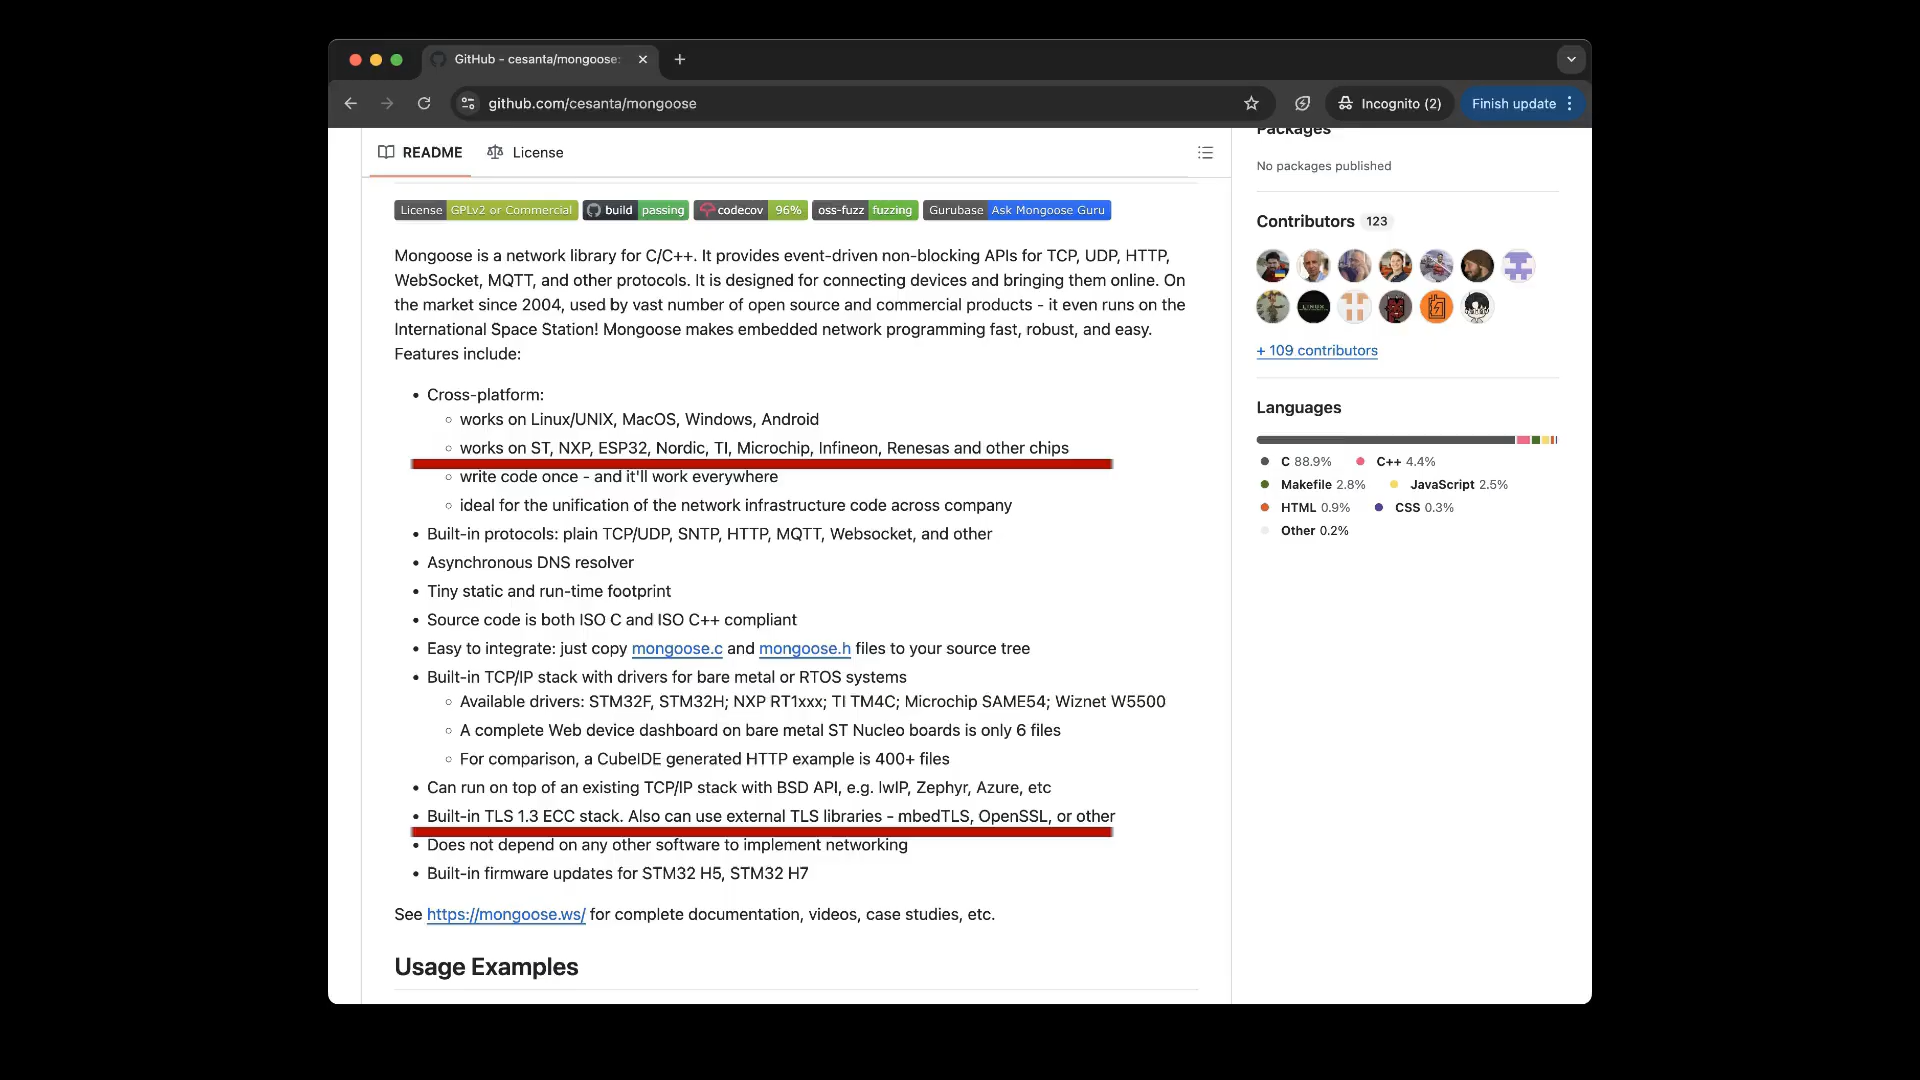 GitHub - cesanta/mongoose:
github.com/cesanta/mongoose
Incognito (2)
Finish update
README
License
License GPLv2 or Commercial
build passing
codecov 96%
oss-fuzz fuzzing
Gurubase Ask Mongoose Guru
Mongoose is a network library for C/C++. It provides event-driven non-blocking APIs for TCP, UDP, HTTP,
WebSocket, MQTT, and other protocols. It is designed for connecting devices and bringing them online. On
the market since 2004, used by vast number of open source and commercial products - it even runs on the
International Space Station! Mongoose makes embedded network programming fast, robust, and easy.
Features include:
• Cross-platform:
◦ works on Linux/UNIX, MacOS, Windows, Android
◦ works on ST, NXP, ESP32, Nordic, TI, Microchip, Infineon, Renesas and other chips
◦ write code once - and it'll work everywhere
◦ ideal for the unification of the network infrastructure code across company
• Built-in protocols: plain TCP/UDP, SNTP, HTTP, MQTT, Websocket, and other
• Asynchronous DNS resolver
• Tiny static and run-time footprint
• Source code is both ISO C and ISO C++ compliant
• Easy to integrate: just copy mongoose.c and mongoose.h files to your source tree
• Built-in TCP/IP stack with drivers for bare metal or RTOS systems
◦ Available drivers: STM32F, STM32H; NXP RT1xxx; TI TM4C; Microchip SAME54; Wiznet W5500
◦ A complete Web device dashboard on bare metal ST Nucleo boards is only 6 files
◦ For comparison, a CubeIDE generated HTTP example is 400+ files
• Can run on top of an existing TCP/IP stack with BSD API, e.g. lwIP, Zephyr, Azure, etc
• Built-in TLS 1.3 ECC stack. Also can use external TLS libraries - mbedTLS, OpenSSL, or other
• Does not depend on any other software to implement networking
• Built-in firmware updates for STM32 H5, STM32 H7
See https://mongoose.ws/ for complete documentation, videos, case studies, etc.
Usage Examples
Packages
No packages published
Contributors 123
+ 109 contributors
Languages
C 88.9%
C++ 4.4%
Makefile 2.8%
JavaScript 2.5%
HTML 0.9%
CSS 0.3%
Other 0.2%